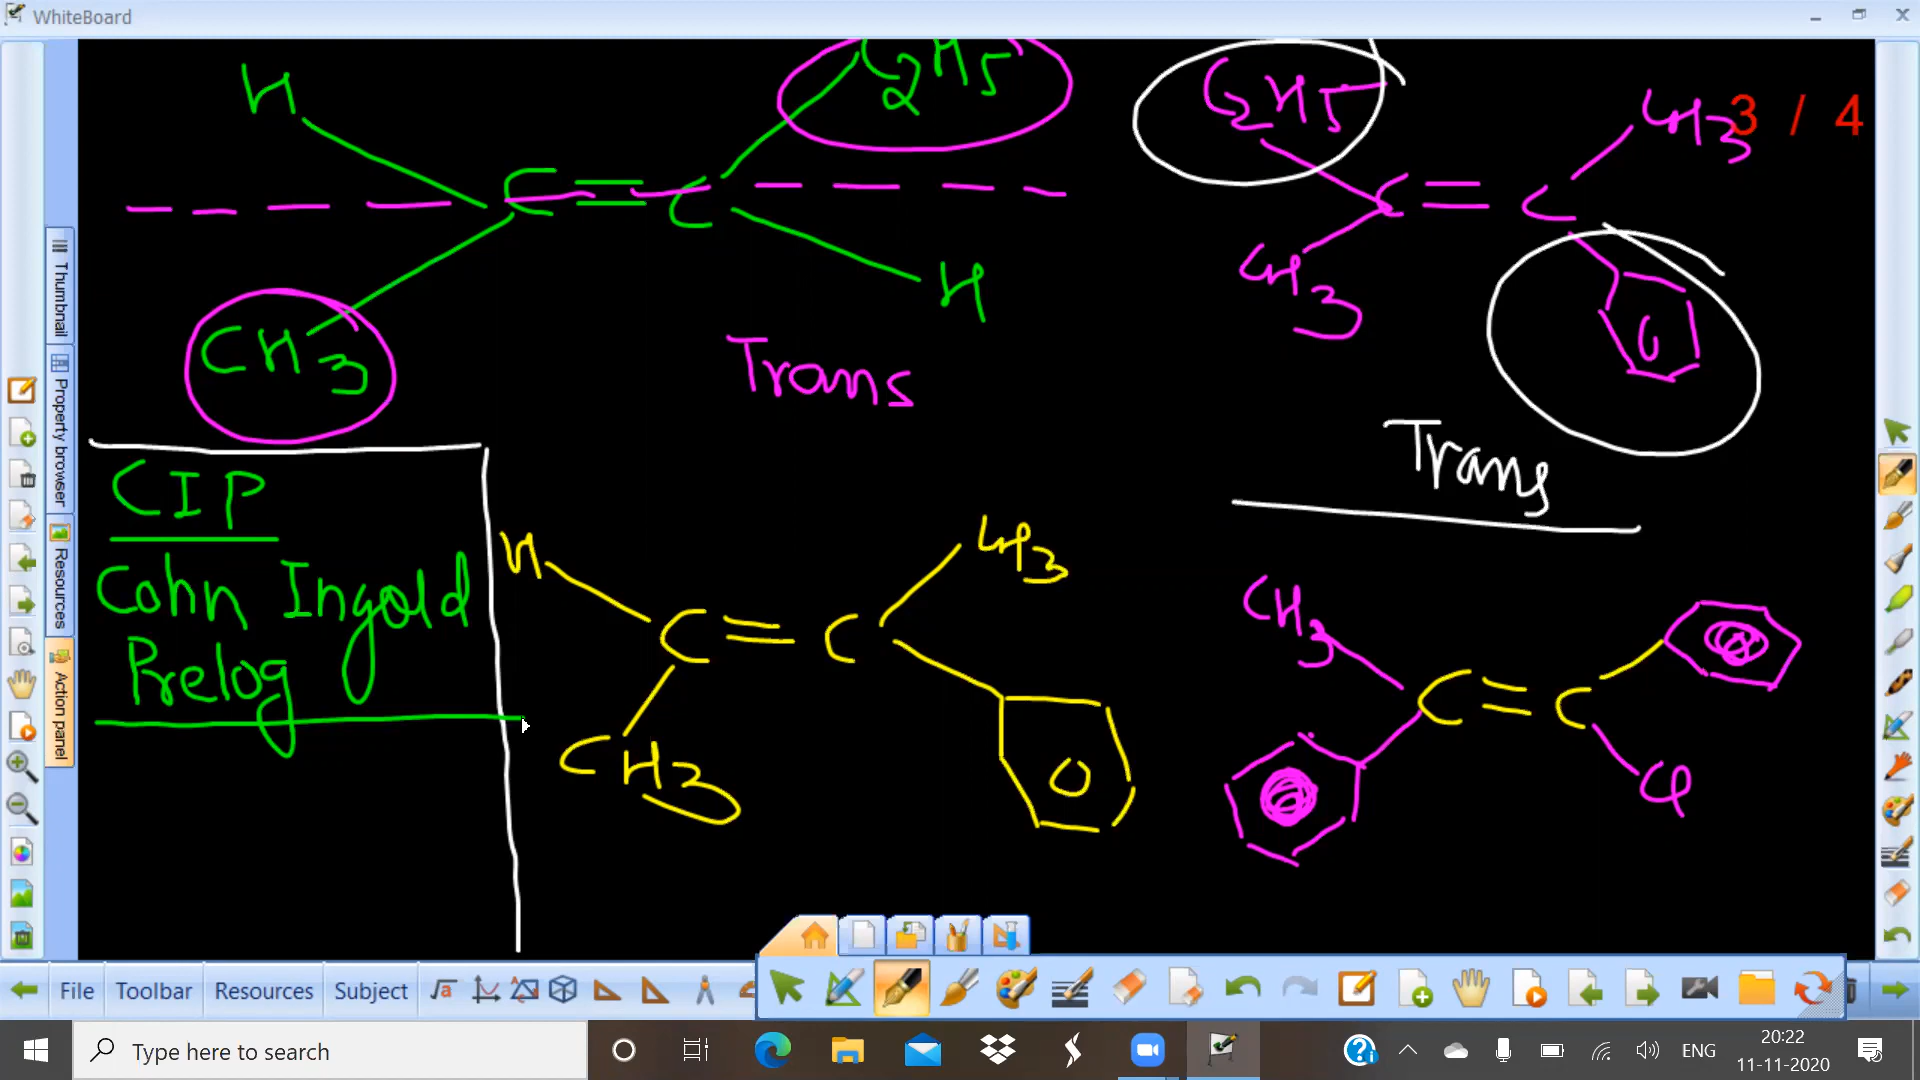 WhiteBoard
H
C2H5
C=C
CH3
H
Trans
C2H5
CH3
3 / 4
C=C
CH3
Trans
CIP
Cohn Ingold
Prelog
H
CH3
C=C
CH3
CH3
C=C
Cl
Thumbnail
Property browser
Resources
Action panel
File
Toolbar
Resources
Subject
Type here to search
ENG
20:22
11-11-2020